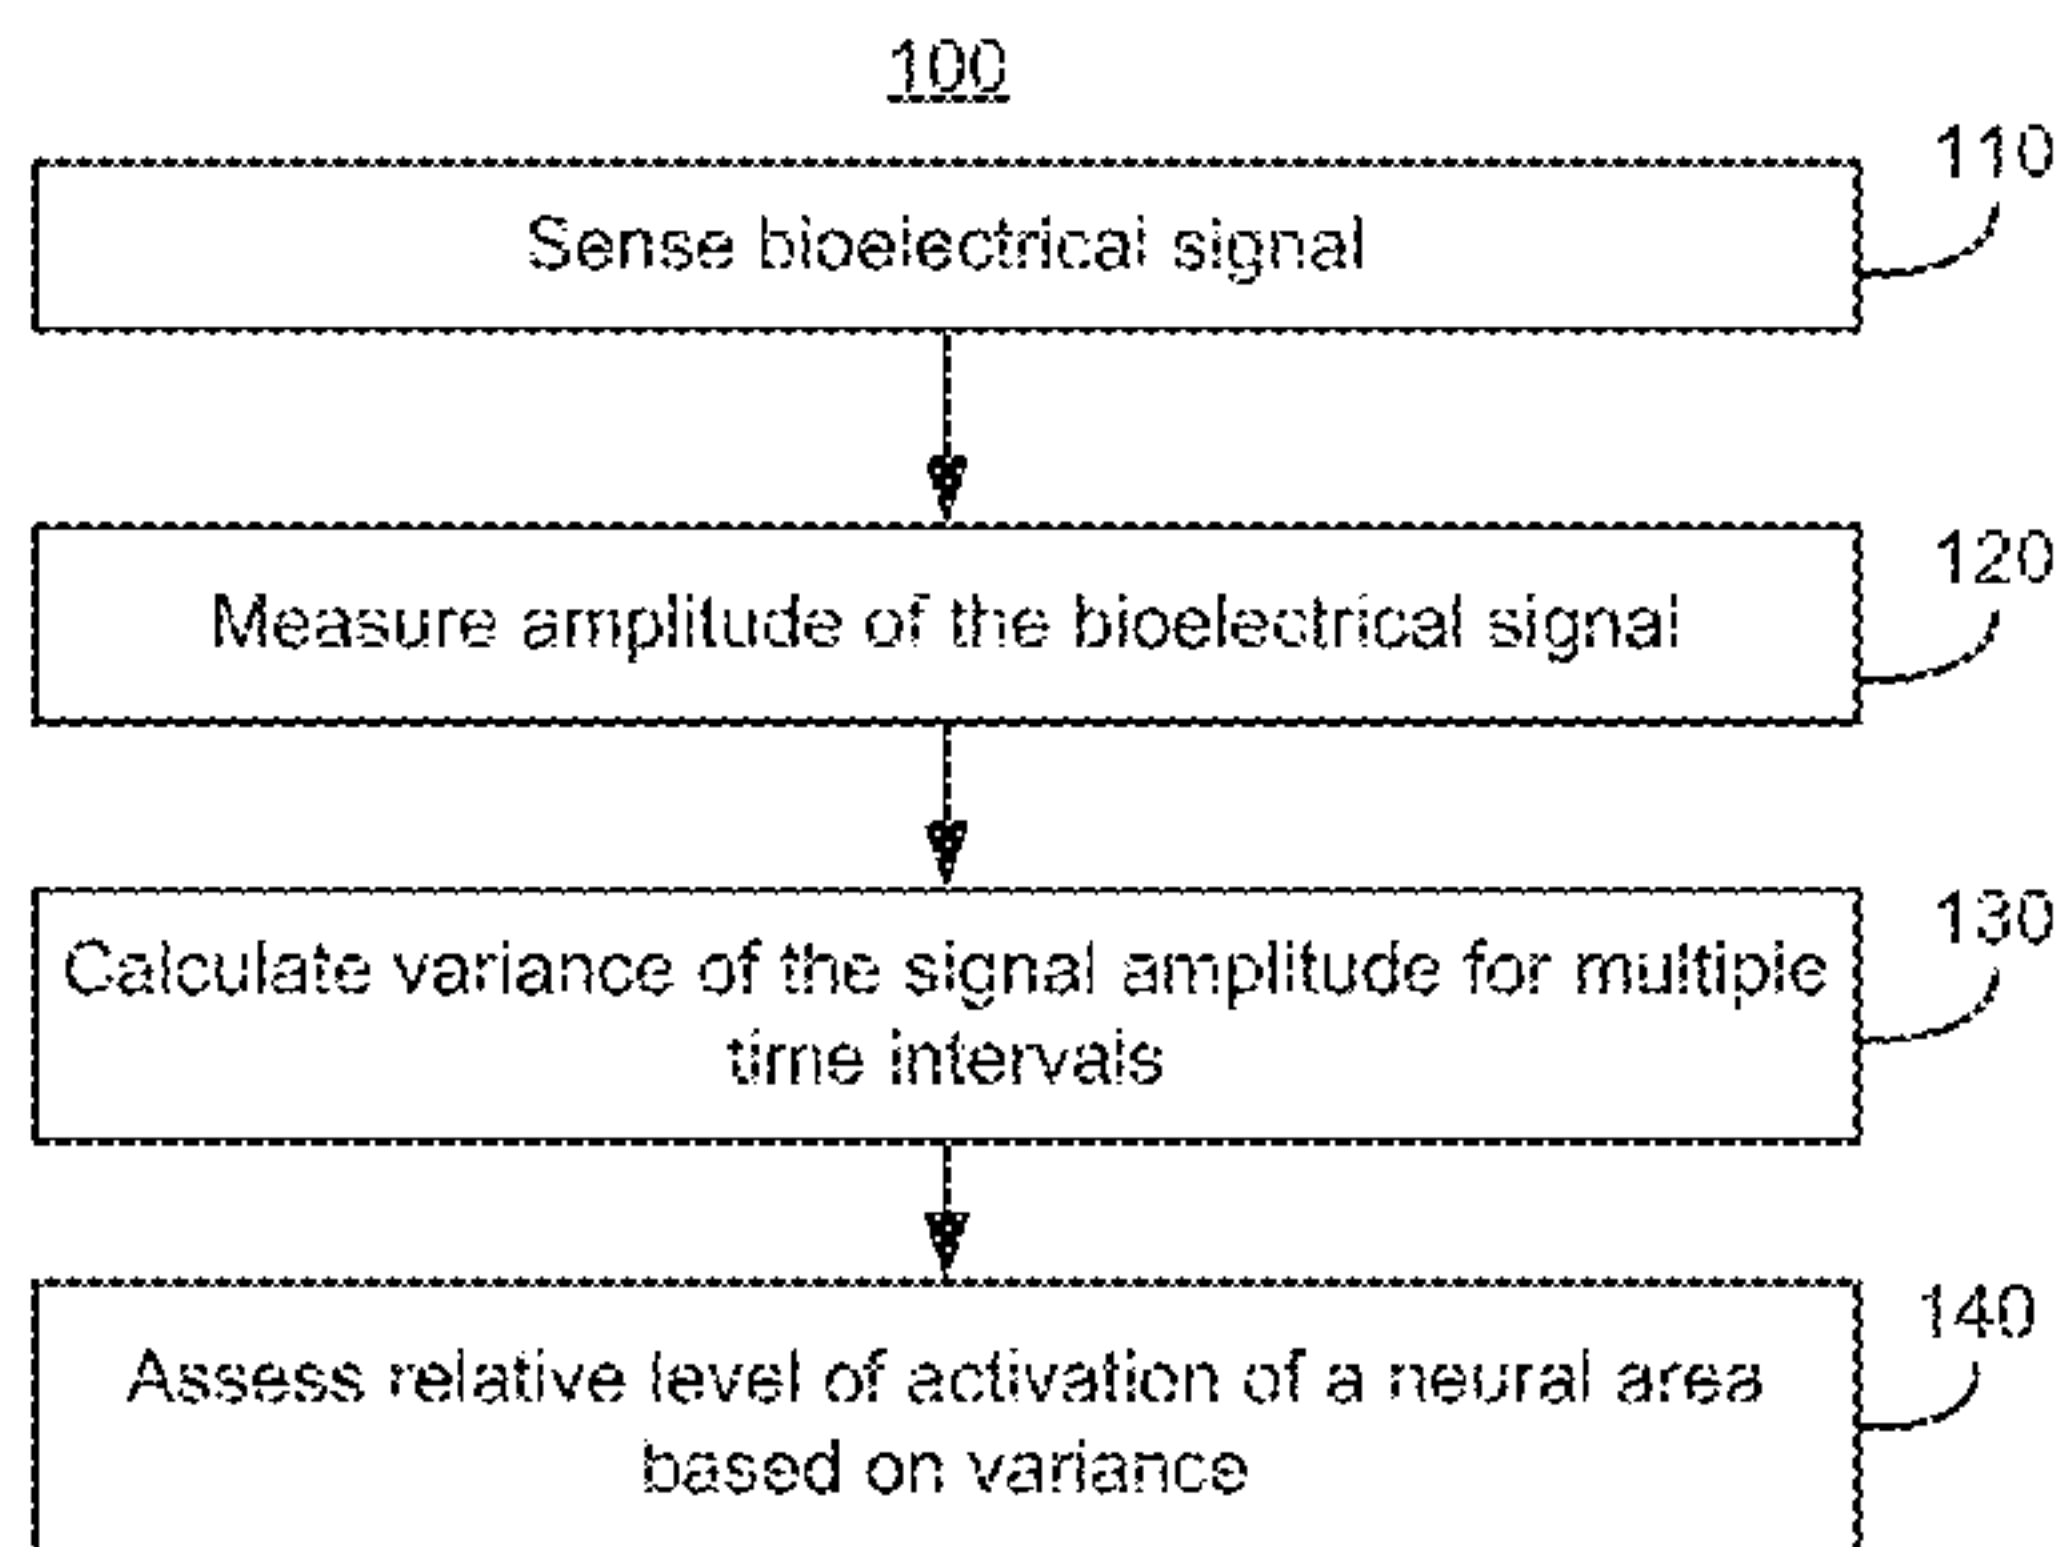 100
110
Sense bioelectrical signal
120
Measure amplitude of the bioelectrical signal
130
Calculate variance of the signal amplitude for multiple
time intervals
140
Assess relative level of activation of a neural area
based on variance